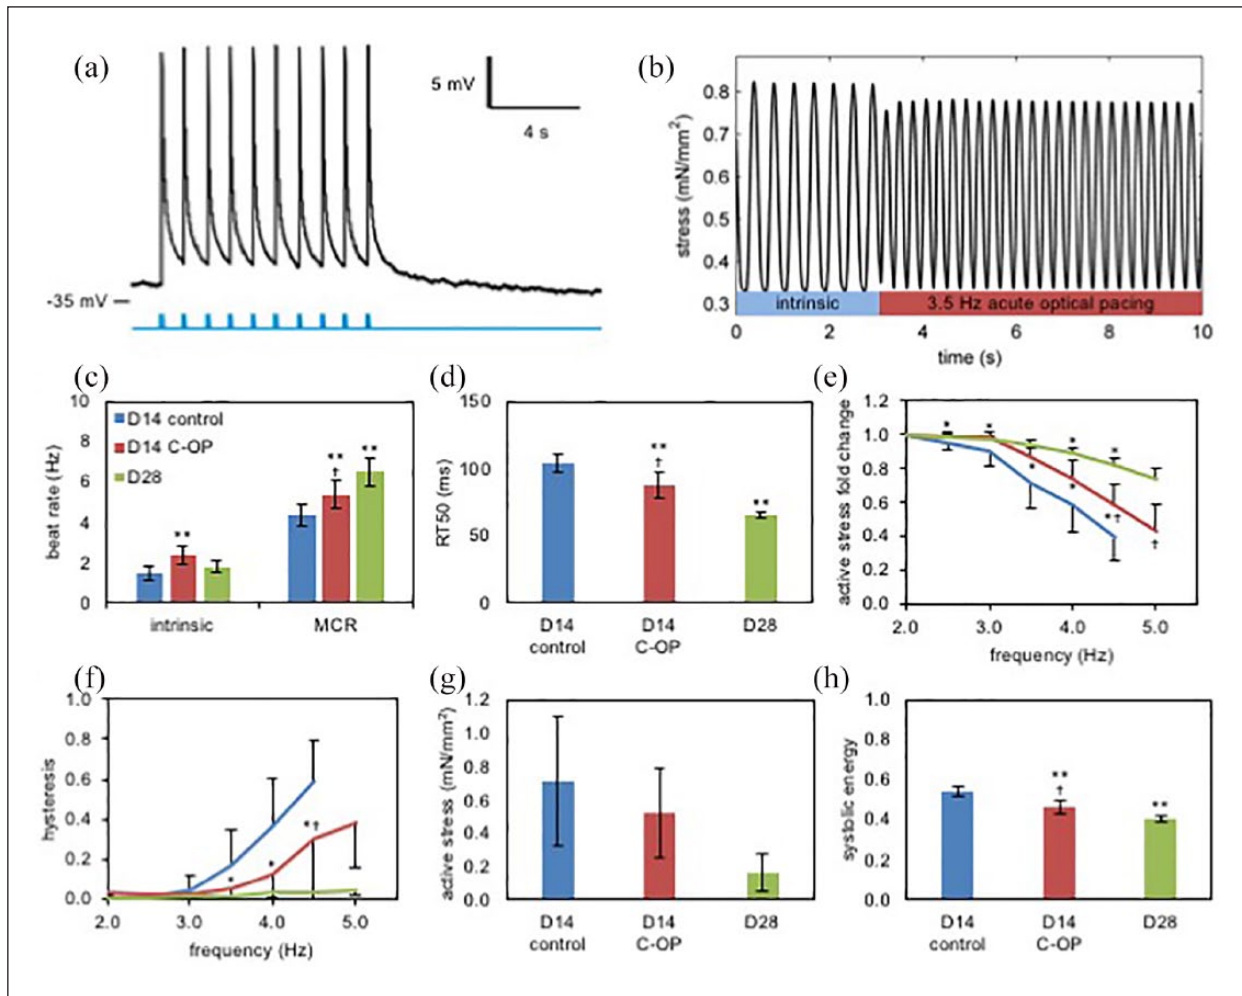 (a)
5 mV
4 s
-35 mV
(b)
stress (mN/mm²)
0.8
0.7
0.6
0.5
0.4
0.3
intrinsic
3.5 Hz acute optical pacing
0 2 4 6 8 10
time (s)
(c)
beat rate (Hz)
10
8
6
4
2
0
D14 control
D14 C-OP
D28
**
**
†
**
intrinsic MCR
(d)
RT50 (ms)
150
100
50
0
**
†
**
D14 control
D14 C-OP
D28
(e)
active stress fold change
1.2
1.0
0.8
0.6
0.4
0.2
0.0
* * * *
* *
*†
†
2.0 3.0 4.0 5.0
frequency (Hz)
(f)
hysteresis
1.0
0.8
0.6
0.4
0.2
0.0
* * *†
2.0 3.0 4.0 5.0
frequency (Hz)
(g)
active stress (mN/mm²)
1.2
1.0
0.8
0.6
0.4
0.2
0.0
D14 control
D14 C-OP
D28
(h)
systolic energy
1.0
0.8
0.6
0.4
0.2
0.0
**
†
**
D14 control
D14 C-OP
D28